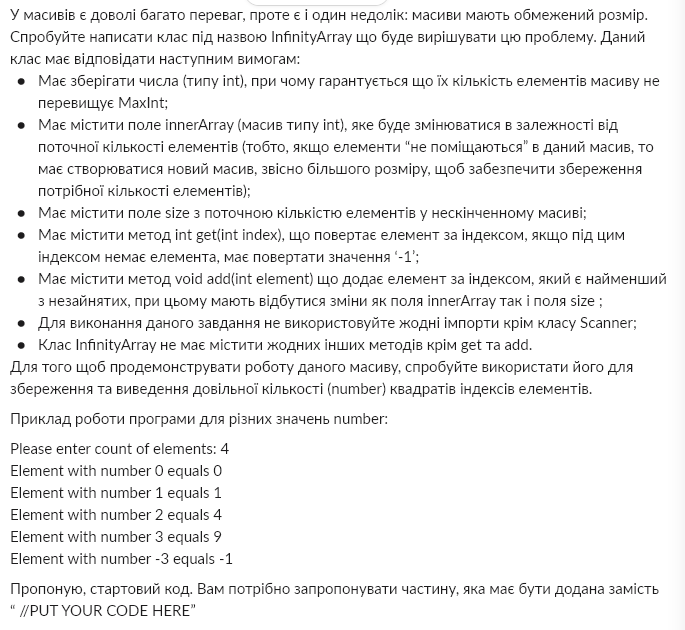 У масивів є доволі багато переваг, проте є і один недолік: масиви мають обмежений розмір.
Спробуйте написати клас під назвою InfinityArray що буде вирішувати цю проблему. Даний
клас має відповідати наступним вимогам:
● Має зберігати числа (типу int), при чому гарантується що їх кількість елементів масиву не
перевищує MaxInt;
● Має містити поле innerArray (масив типу int), яке буде змінюватися в залежності від
поточної кількості елементів (тобто, якщо елементи “не поміщаються” в даний масив, то
має створюватися новий масив, звісно більшого розміру, щоб забезпечити збереження
потрібної кількості елементів);
● Має містити поле size з поточною кількістю елементів у нескінченному масиві;
● Має містити метод int get(int index), що повертає елемент за індексом, якщо під цим
індексом немає елемента, має повертати значення ‘-1’;
● Має містити метод void add(int element) що додає елемент за індексом, який є найменший
з незайнятих, при цьому мають відбутися зміни як поля innerArray так і поля size ;
● Для виконання даного завдання не використовуйте жодні імпорти крім класу Scanner;
● Клас InfinityArray не має містити жодних інших методів крім get та add.
Для того щоб продемонструвати роботу даного масиву, спробуйте використати його для
збереження та виведення довільної кількості (number) квадратів індексів елементів.
Приклад роботи програми для різних значень number:
Please enter count of elements: 4
Element with number 0 equals 0
Element with number 1 equals 1
Element with number 2 equals 4
Element with number 3 equals 9
Element with number -3 equals -1
Пропоную, стартовий код. Вам потрібно запропонувати частину, яка має бути додана замість
“ //PUT YOUR CODE HERE”